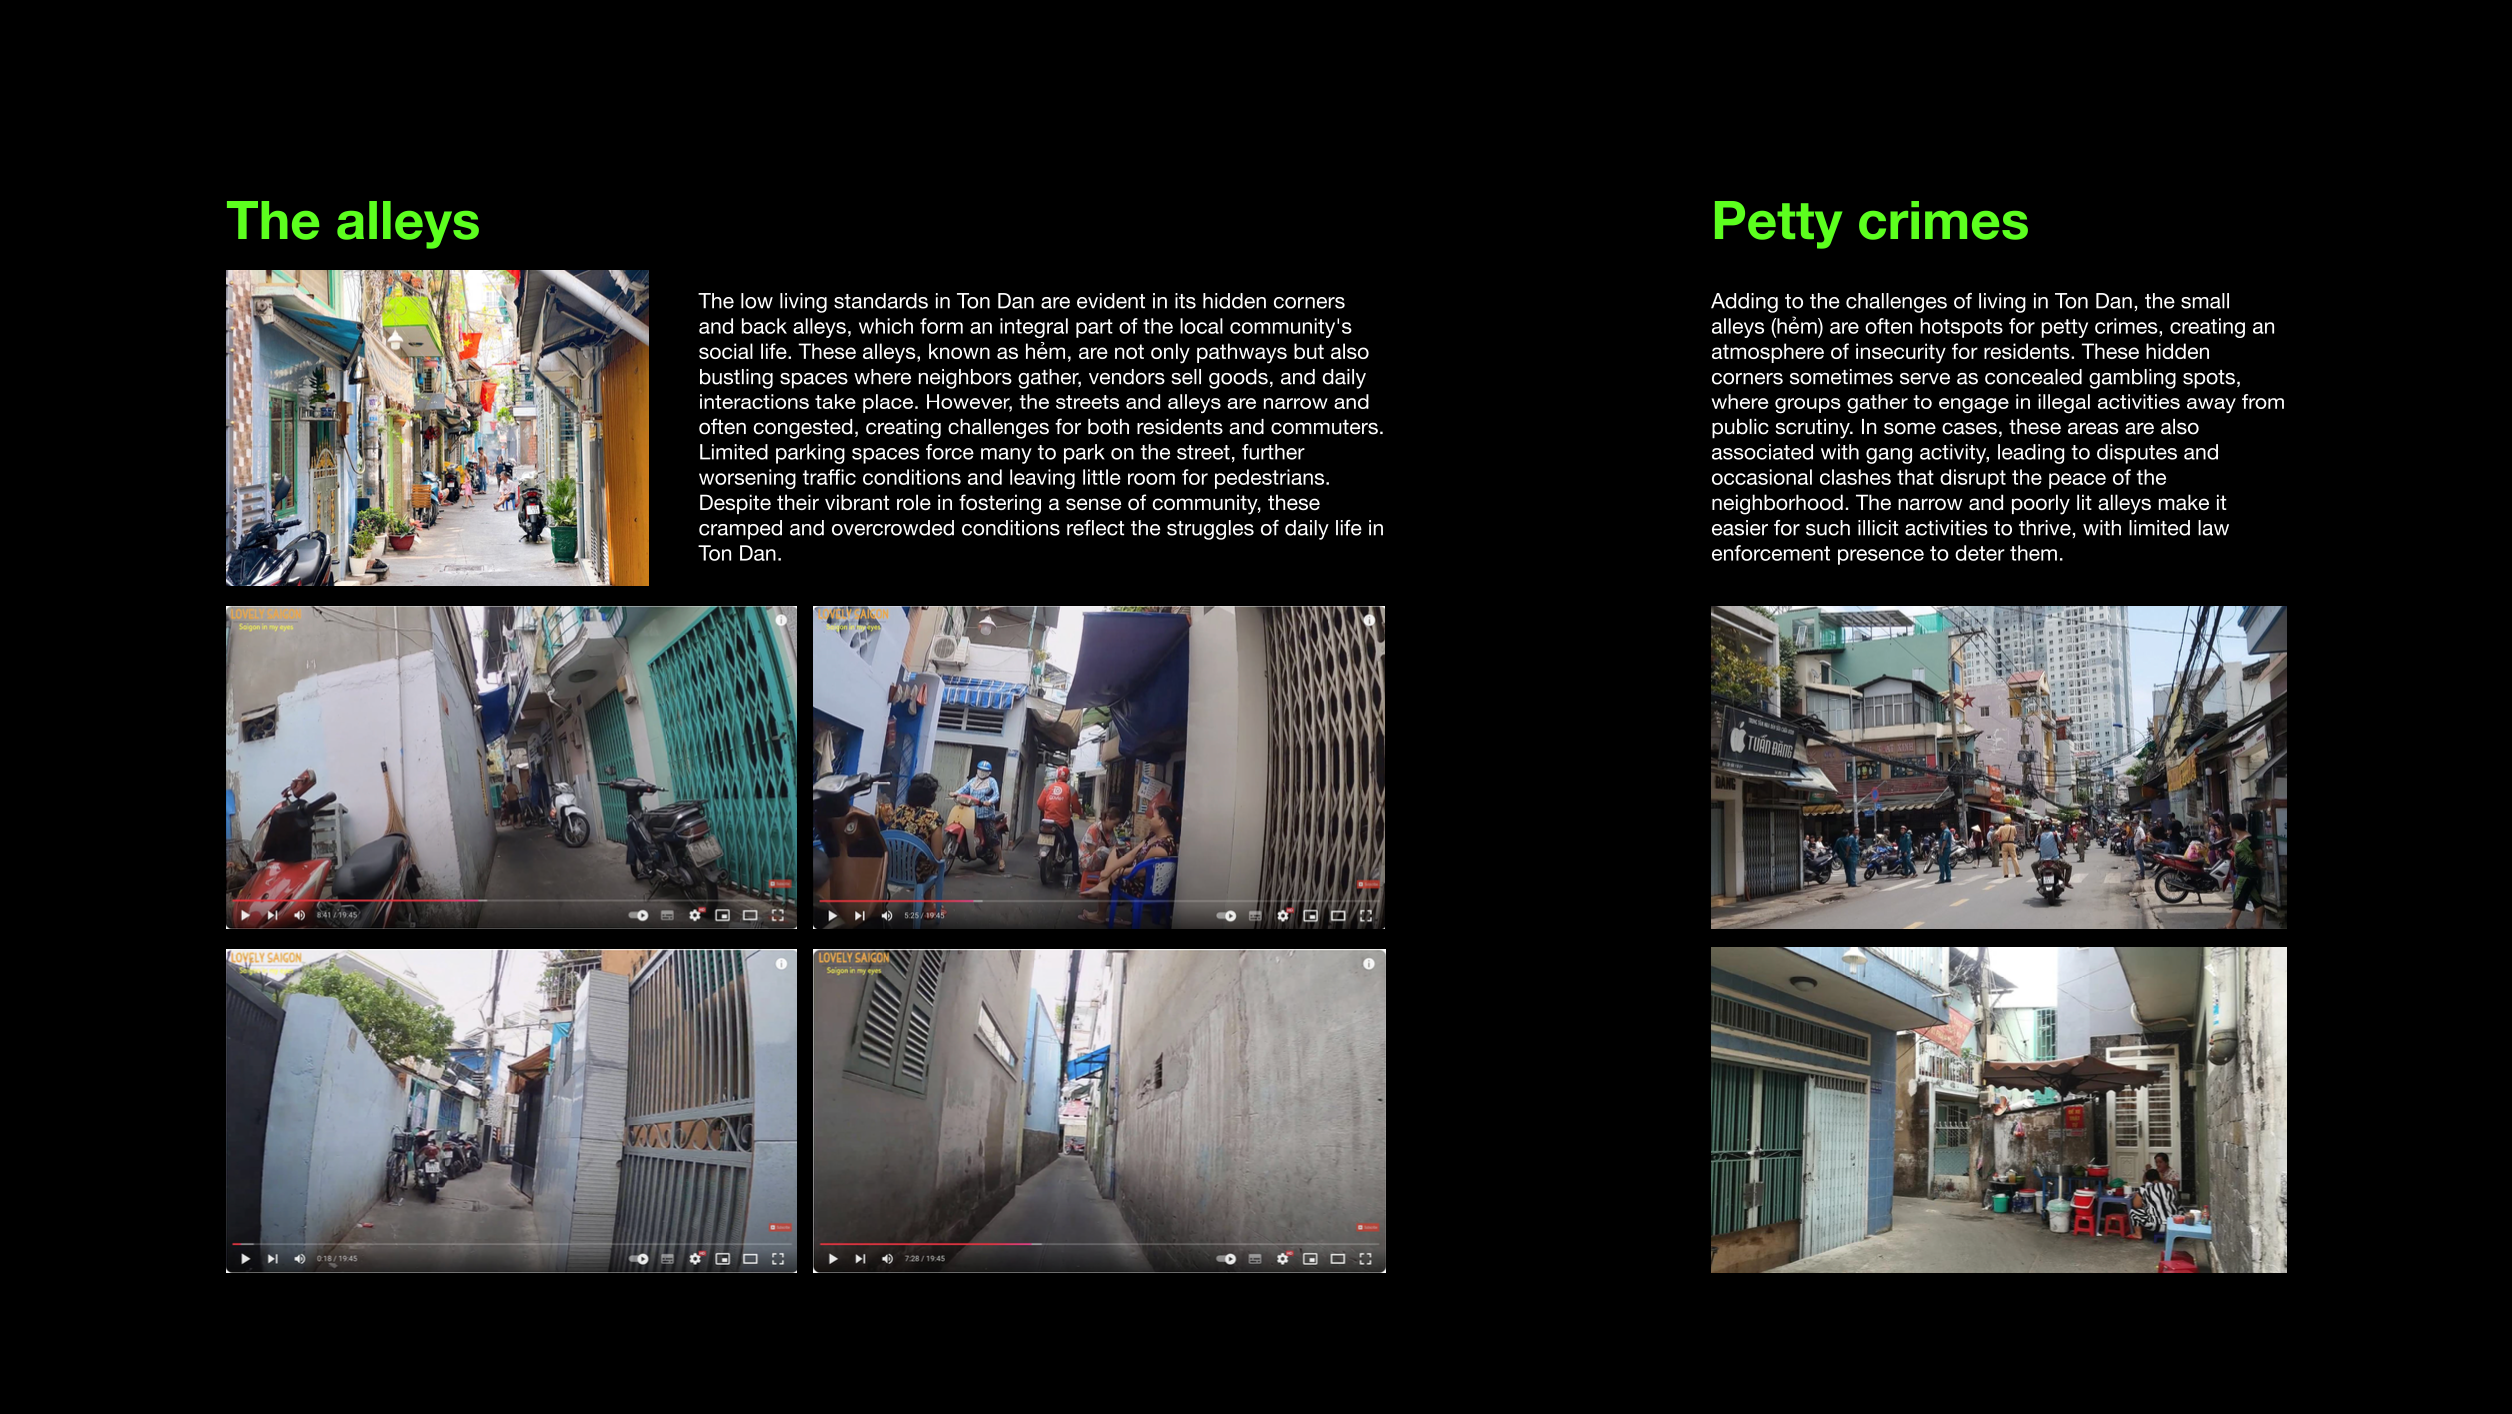 The alleys
The low living standards in Ton Dan are evident in its hidden corners
and back alleys, which form an integral part of the local community's
social life. These alleys, known as hẻm, are not only pathways but also
bustling spaces where neighbors gather, vendors sell goods, and daily
interactions take place. However, the streets and alleys are narrow and
often congested, creating challenges for both residents and commuters.
Limited parking spaces force many to park on the street, further
worsening traffic conditions and leaving little room for pedestrians.
Despite their vibrant role in fostering a sense of community, these
cramped and overcrowded conditions reflect the struggles of daily life in
Ton Dan.
LOVELY SAIGON
Saigon in my eyes
8:41 / 19:45
LOVELY SAIGON
Saigon in my eyes
5:25 / 19:45
LOVELY SAIGON
Saigon in my eyes
0:18 / 19:45
LOVELY SAIGON
Saigon in my eyes
7:28 / 19:45
Petty crimes
Adding to the challenges of living in Ton Dan, the small
alleys (hẻm) are often hotspots for petty crimes, creating an
atmosphere of insecurity for residents. These hidden
corners sometimes serve as concealed gambling spots,
where groups gather to engage in illegal activities away from
public scrutiny. In some cases, these areas are also
associated with gang activity, leading to disputes and
occasional clashes that disrupt the peace of the
neighborhood. The narrow and poorly lit alleys make it
easier for such illicit activities to thrive, with limited law
enforcement presence to deter them.
TUẤN ĐĂNG
ĐĂNG